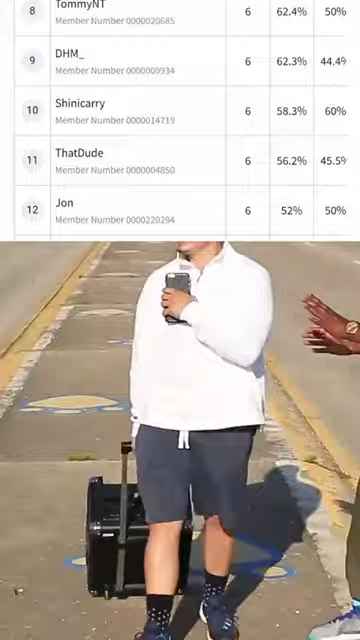 8 TommyNT 6 62.4% 50%
Member Number 0000020685
9 DHM_ 6 62.3% 44.4%
Member Number 0000009934
10 Shinicarry 6 58.3% 60%
Member Number 0000014719
11 ThatDude 6 56.2% 45.5%
Member Number 0000004850
12 Jon 6 52% 50%
Member Number 0000220294